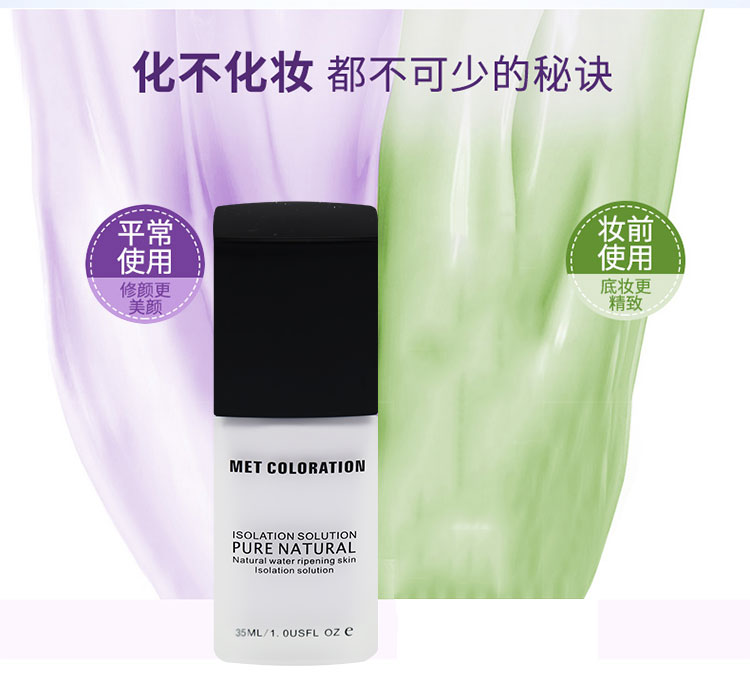 化不化妆 都不可少的秘诀
平常
使用
修颜更
美颜
妆前
使用
底妆更
精致
MET COLORATION
ISOLATION SOLUTION
PURE NATURAL
Natural water ripening skin
Isolation solution
35ML/1.0USFL OZ e